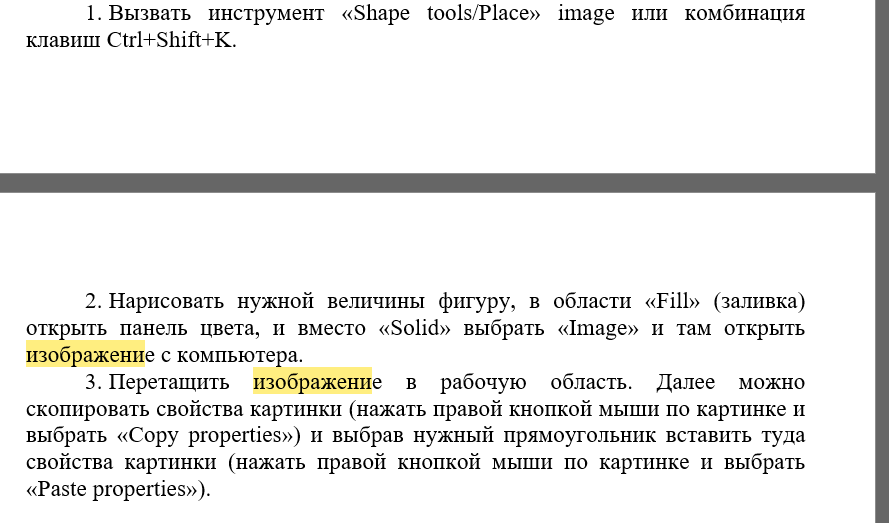 1. Вызвать инструмент «Shape tools/Place» image или комбинация
клавиш Ctrl+Shift+K.
2. Нарисовать нужной величины фигуру, в области «Fill» (заливка)
открыть панель цвета, и вместо «Solid» выбрать «Image» и там открыть
изображение с компьютера.
3. Перетащить изображение в рабочую область. Далее можно
скопировать свойства картинки (нажать правой кнопкой мыши по картинке и
выбрать «Copy properties») и выбрав нужный прямоугольник вставить туда
свойства картинки (нажать правой кнопкой мыши по картинке и выбрать
«Paste properties»).